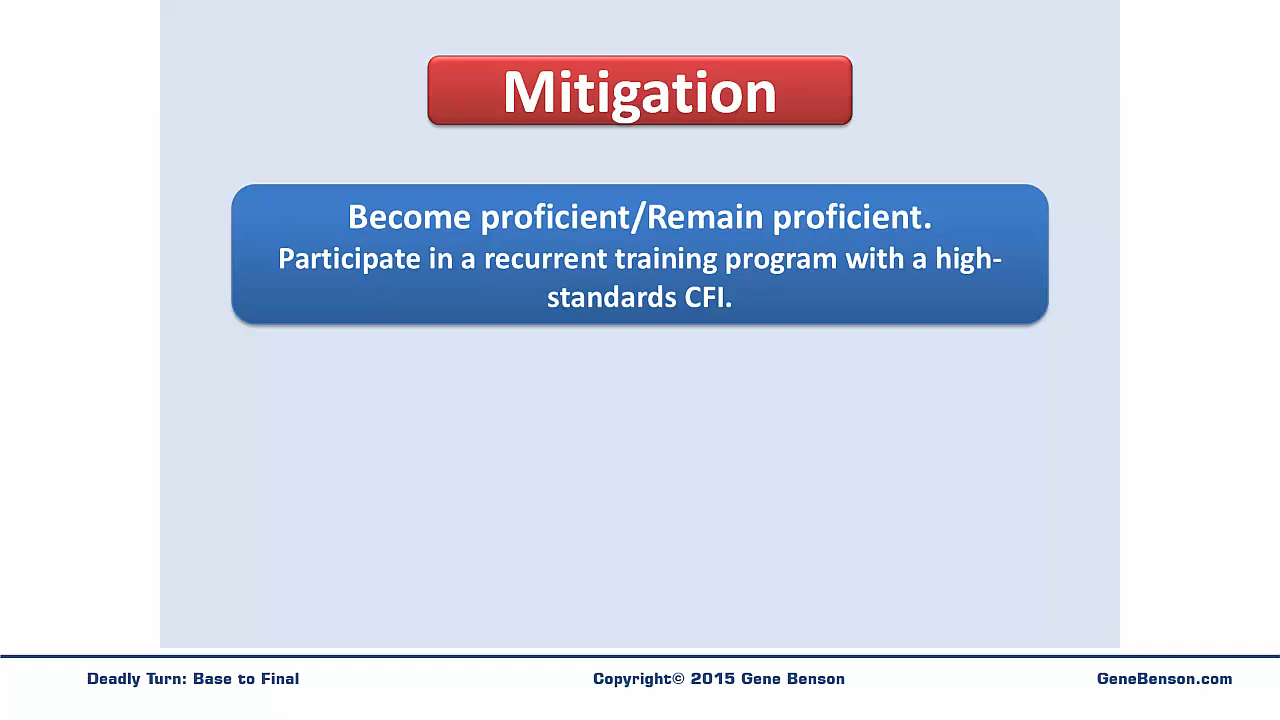 Mitigation
Become proficient/Remain proficient.
Participate in a recurrent training program with a high-
standards CFI.
Deadly Turn: Base to Final
Copyright© 2015 Gene Benson
GeneBenson.com